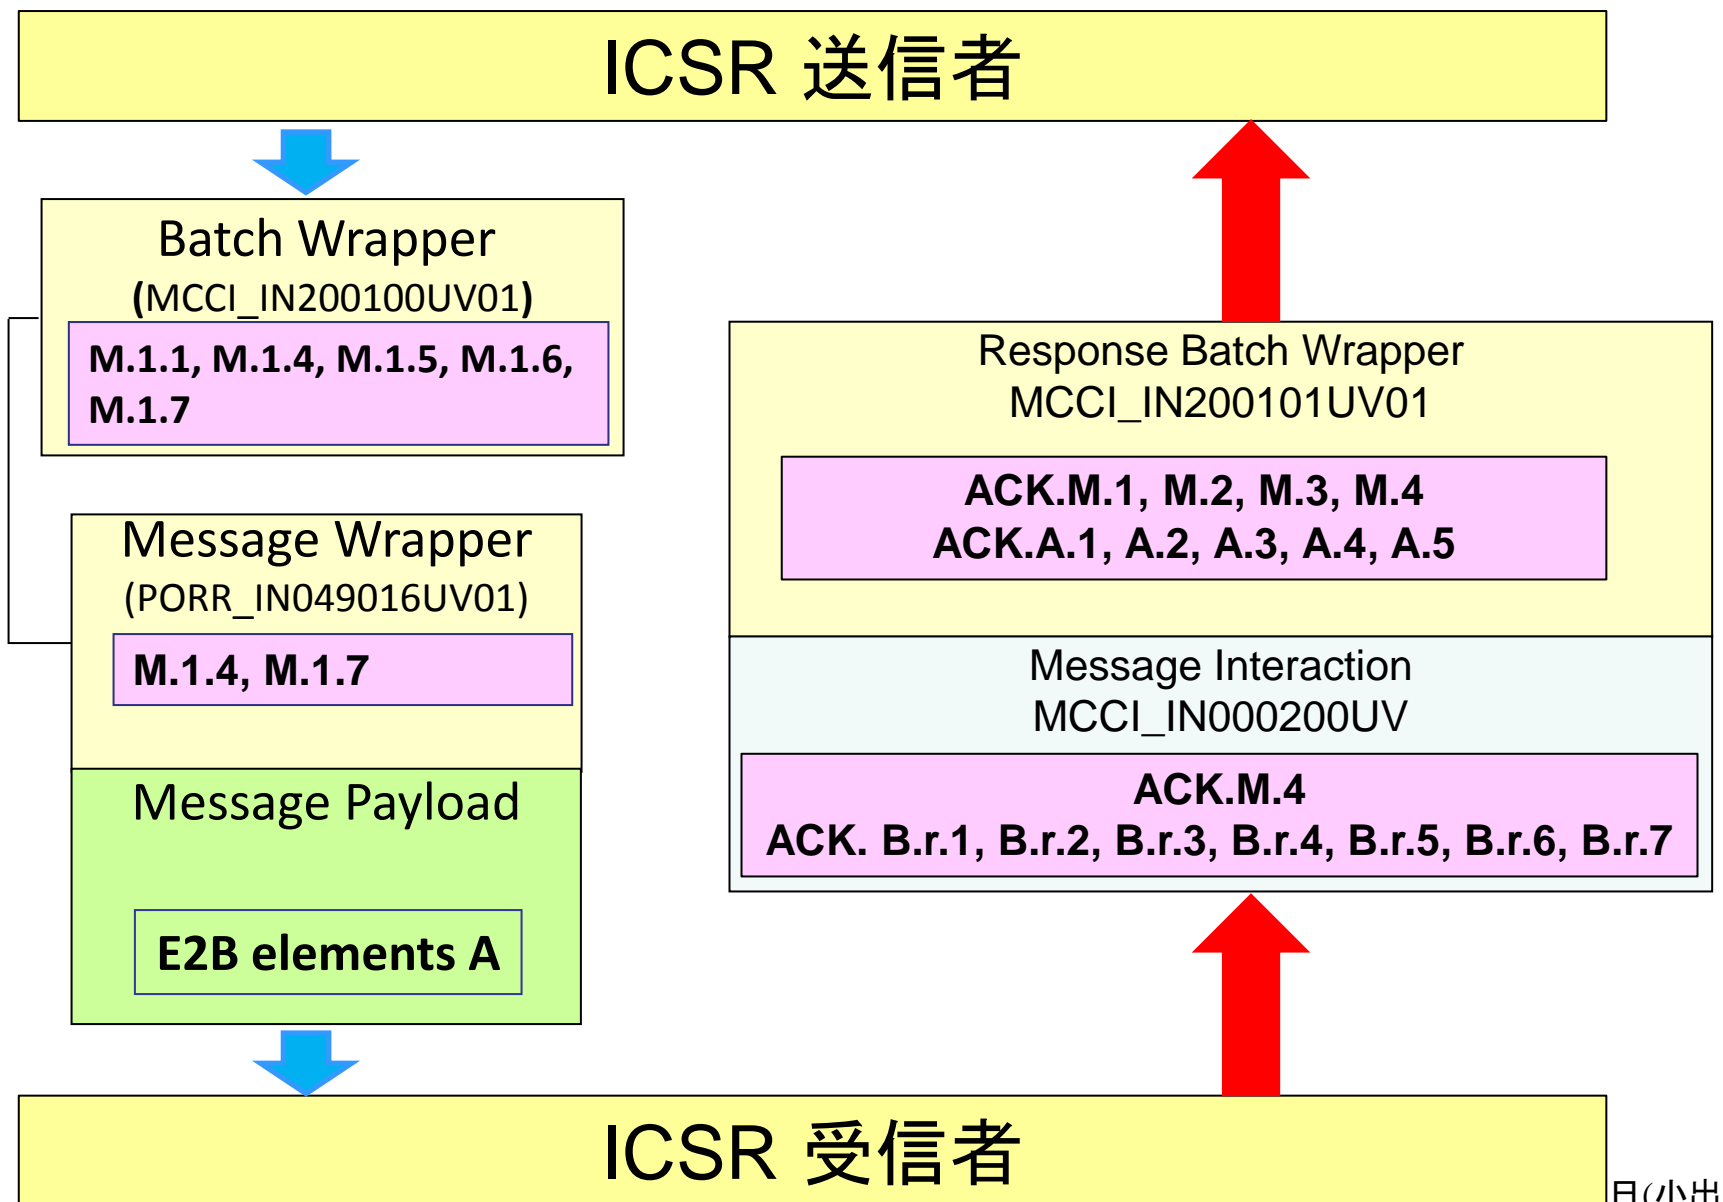 ICSR 送信者
Batch Wrapper
(MCCI_IN200100UV01)
M.1.1, M.1.4, M.1.5, M.1.6,
M.1.7
Message Wrapper
(PORR_IN049016UV01)
M.1.4, M.1.7
Message Payload
E2B elements A
Response Batch Wrapper
MCCI_IN200101UV01
ACK.M.1, M.2, M.3, M.4
ACK.A.1, A.2, A.3, A.4, A.5
Message Interaction
MCCI_IN000200UV
ACK.M.4
ACK. B.r.1, B.r.2, B.r.3, B.r.4, B.r.5, B.r.6, B.r.7
ICSR 受信者